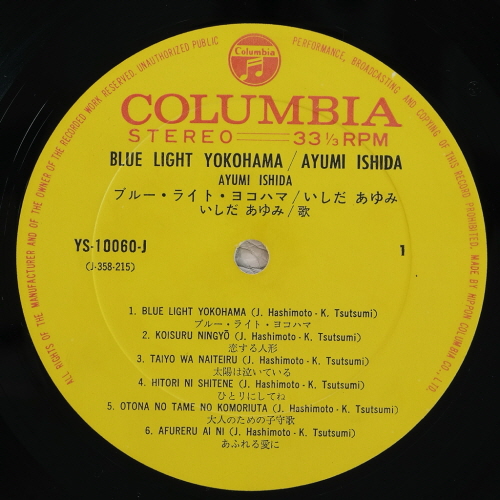 ALL RIGHTS OF THE MANUFACTURER AND OF THE OWNER OF THE RECORDED WORK RESERVED. UNAUTHORIZED PUBLIC PERFORMANCE, BROADCASTING AND COPYING OF THIS RECORD PROHIBITED. MADE BY NIPPON COLUMBIA CO., LTD.
Columbia
COLUMBIA
STEREO 33 1/3 RPM
BLUE LIGHT YOKOHAMA / AYUMI ISHIDA
AYUMI ISHIDA
ブルー・ライト・ヨコハマ / いしだ あゆみ
いしだ あゆみ / 歌
YS-10060-J
(J-358-215)
1
1. BLUE LIGHT YOKOHAMA (J. Hashimoto - K. Tsutsumi)
ブルー・ライト・ヨコハマ
2. KOISURU NINGYŌ (J. Hashimoto - K. Tsutsumi)
恋する人形
3. TAIYO WA NAITEIRU (J. Hashimoto - K. Tsutsumi)
太陽は泣いている
4. HITORI NI SHITENE (J. Hashimoto - K. Tsutsumi)
ひとりにしてね
5. OTONA NO TAME NO KOMORIUTA (J. Hashimoto - K. Tsutsumi)
大人のための子守歌
6. AFURERU AI NI (J. Hashimoto - K. Tsutsumi)
あふれる愛に